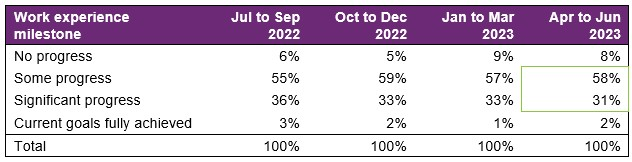 Work experience milestone Jul to Sep 2022 Oct to Dec 2022 Jan to Mar 2023 Apr to Jun 2023
No progress 6% 5% 9% 8%
Some progress 55% 59% 57% 58%
Significant progress 36% 33% 33% 31%
Current goals fully achieved 3% 2% 1% 2%
Total 100% 100% 100% 100%